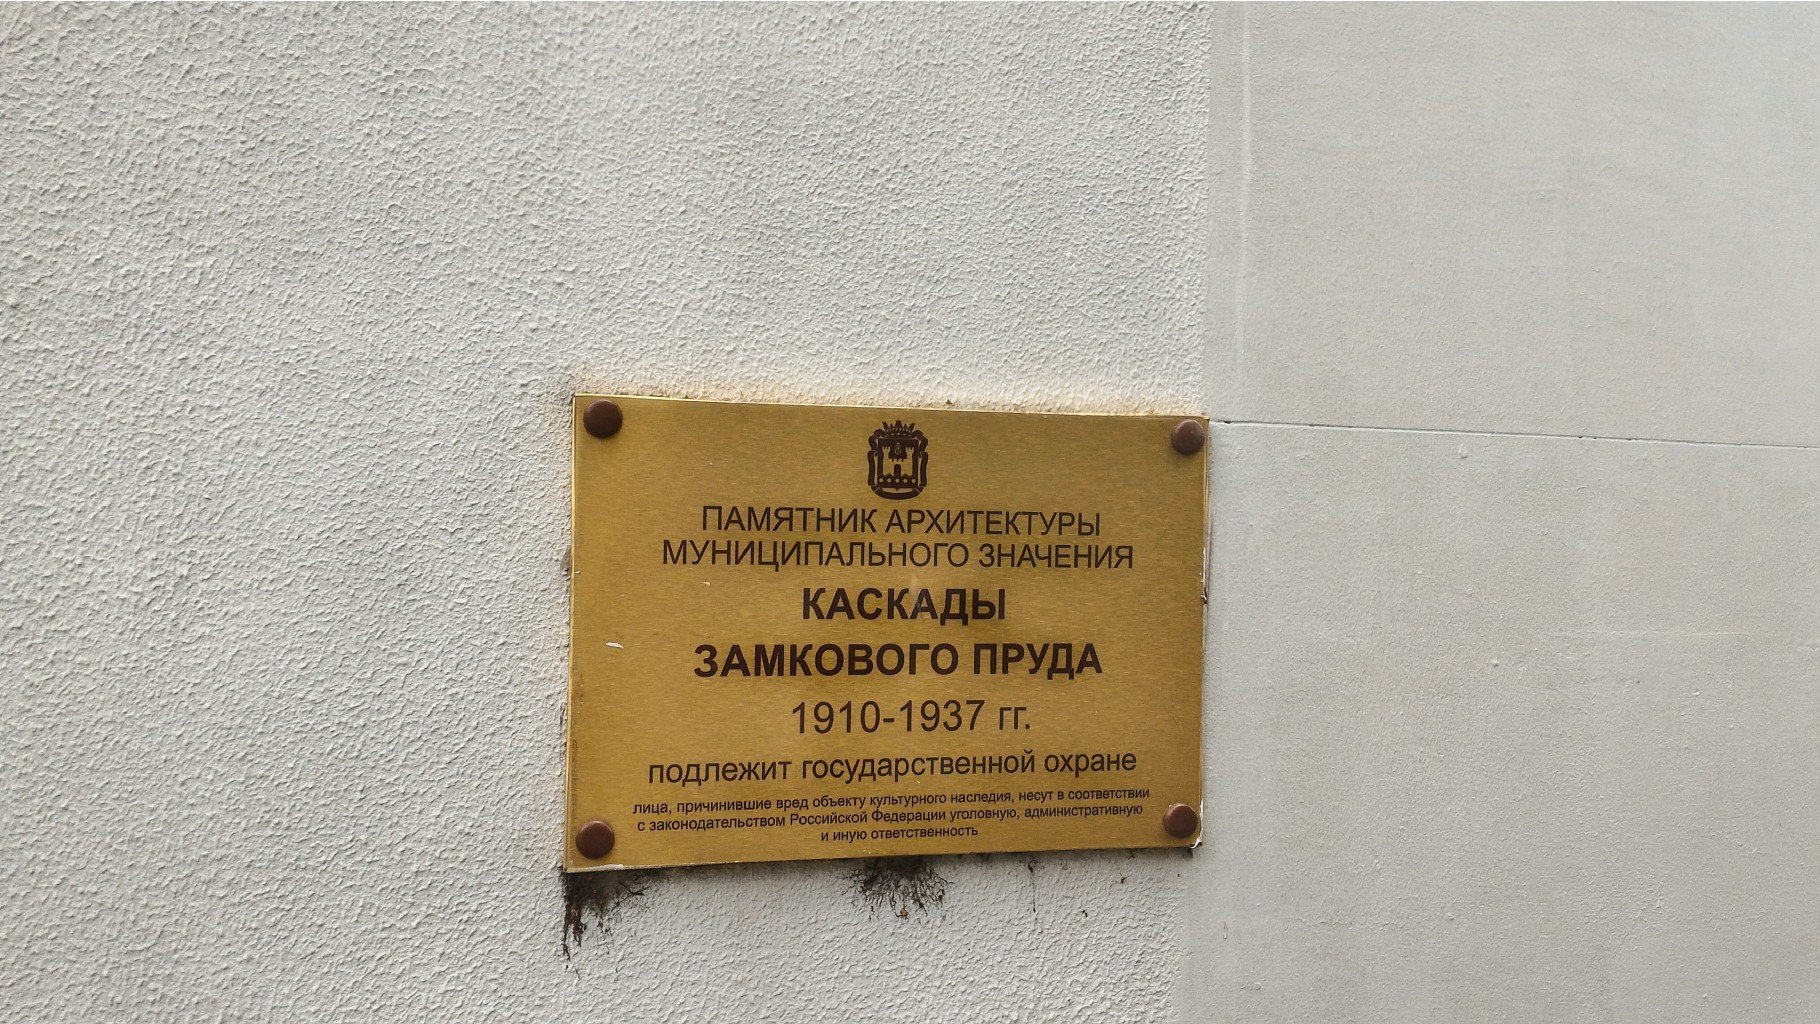 ПАМЯТНИК АРХИТЕКТУРЫ
МУНИЦИПАЛЬНОГО ЗНАЧЕНИЯ
КАСКАДЫ
ЗАМКОВОГО ПРУДА
1910-1937 гг.
подлежит государственной охране
лица, причинившие вред объекту культурного наследия, несут в соответствии
с законодательством Российской Федерации уголовную, административную
и иную ответственность